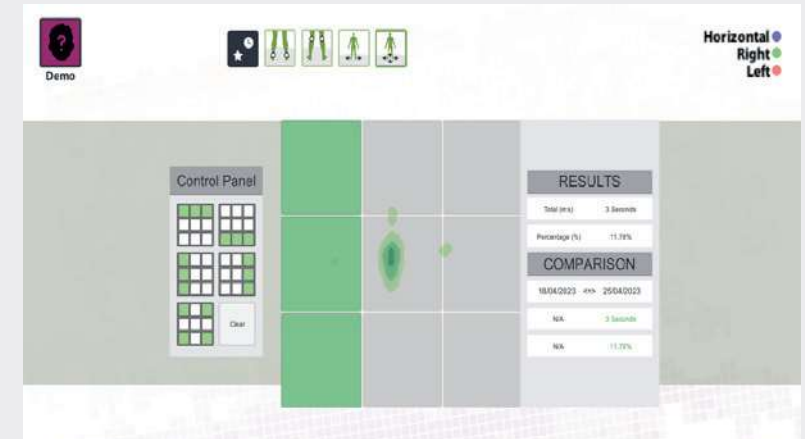 ?
Demo
Horizontal
Right
Left
Control Panel
Clear
RESULTS
Total (ms) 3 Seconds
Percentage (%) 11.78%
COMPARISON
18/04/2023 <=> 25/04/2023
N/A 3 Seconds
N/A 11.78%